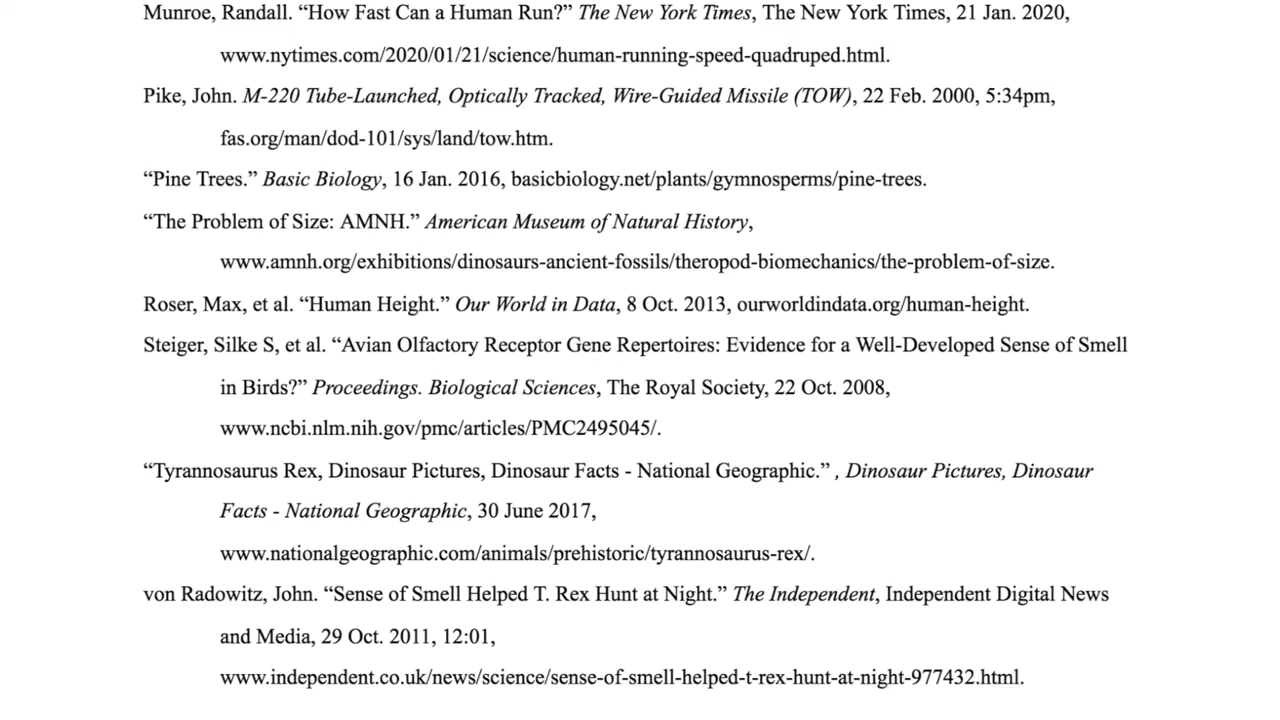 Munroe, Randall. “How Fast Can a Human Run?” The New York Times, The New York Times, 21 Jan. 2020,
www.nytimes.com/2020/01/21/science/human-running-speed-quadruped.html.
Pike, John. M-220 Tube-Launched, Optically Tracked, Wire-Guided Missile (TOW), 22 Feb. 2000, 5:34pm,
fas.org/man/dod-101/sys/land/tow.htm.
“Pine Trees.” Basic Biology, 16 Jan. 2016, basicbiology.net/plants/gymnosperms/pine-trees.
“The Problem of Size: AMNH.” American Museum of Natural History,
www.amnh.org/exhibitions/dinosaurs-ancient-fossils/theropod-biomechanics/the-problem-of-size.
Roser, Max, et al. “Human Height.” Our World in Data, 8 Oct. 2013, ourworldindata.org/human-height.
Steiger, Silke S, et al. “Avian Olfactory Receptor Gene Repertoires: Evidence for a Well-Developed Sense of Smell
in Birds?” Proceedings. Biological Sciences, The Royal Society, 22 Oct. 2008,
www.ncbi.nlm.nih.gov/pmc/articles/PMC2495045/.
“Tyrannosaurus Rex, Dinosaur Pictures, Dinosaur Facts - National Geographic.” , Dinosaur Pictures, Dinosaur
Facts - National Geographic, 30 June 2017,
www.nationalgeographic.com/animals/prehistoric/tyrannosaurus-rex/.
von Radowitz, John. “Sense of Smell Helped T. Rex Hunt at Night.” The Independent, Independent Digital News
and Media, 29 Oct. 2011, 12:01,
www.independent.co.uk/news/science/sense-of-smell-helped-t-rex-hunt-at-night-977432.html.